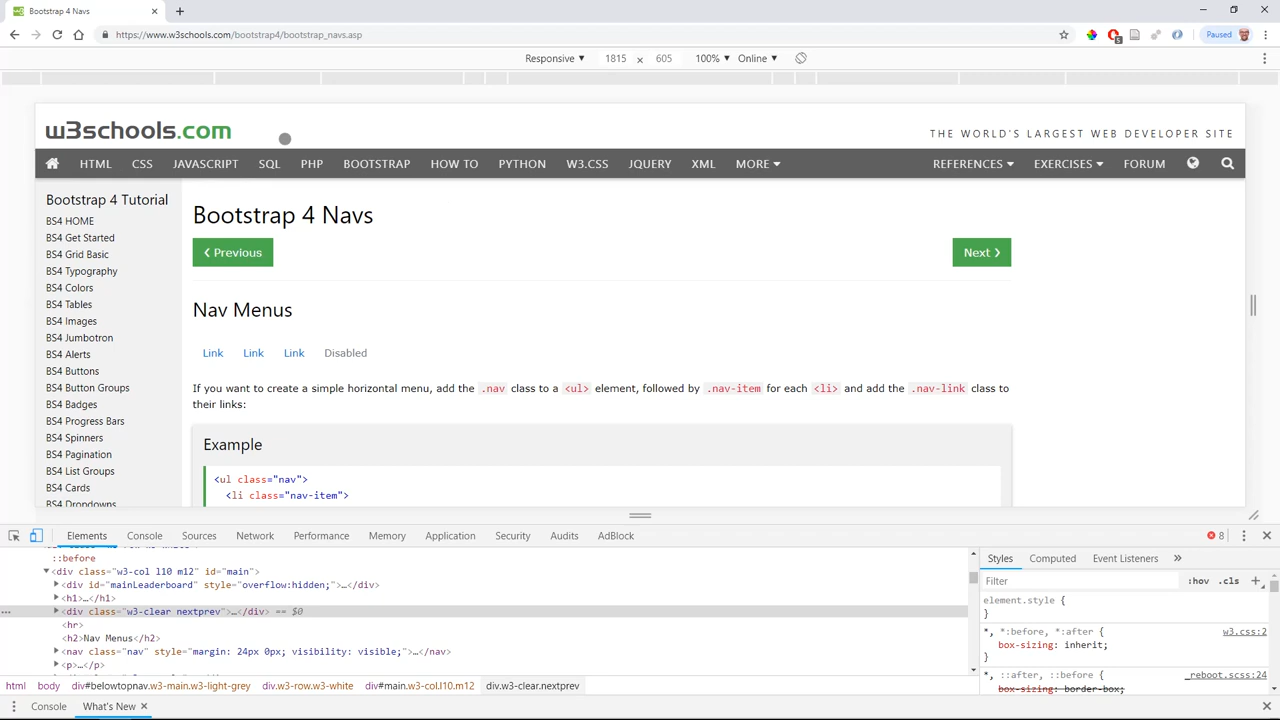 Bootstrap 4 Navs
https://www.w3schools.com/bootstrap4/bootstrap_navs.asp
5
Paused
Responsive 1815 × 605 100% Online
w3schools.com
THE WORLD'S LARGEST WEB DEVELOPER SITE
HTML CSS JAVASCRIPT SQL PHP BOOTSTRAP HOW TO PYTHON W3.CSS JQUERY XML MORE REFERENCES EXERCISES FORUM
Bootstrap 4 Tutorial
BS4 HOME
BS4 Get Started
BS4 Grid Basic
BS4 Typography
BS4 Colors
BS4 Tables
BS4 Images
BS4 Jumbotron
BS4 Alerts
BS4 Buttons
BS4 Button Groups
BS4 Badges
BS4 Progress Bars
BS4 Spinners
BS4 Pagination
BS4 List Groups
BS4 Cards
BS4 Dropdowns
Bootstrap 4 Navs
❮ Previous
Next ❯
Nav Menus
Link Link Link Disabled
If you want to create a simple horizontal menu, add the .nav class to a <ul> element, followed by .nav-item for each <li> and add the .nav-link class to
their links:
Example
<ul class="nav">
<li class="nav-item">
Elements Console Sources Network Performance Memory Application Security Audits AdBlock 8
::before
<div class="w3-col l10 m12" id="main">
<div id="mainLeaderboard" style="overflow:hidden;">…</div>
<h1>…</h1>
<div class="w3-clear nextprev">…</div> == $0
<hr>
<h2>Nav Menus</h2>
<nav class="nav" style="margin: 24px 0px; visibility: visible;">…</nav>
<p>…</p>
html body div#belowtopnav.w3-main.w3-light-grey div.w3-row.w3-white div#main.w3-col.l10.m12 div.w3-clear.nextprev
Styles Computed Event Listeners »
Filter :hov .cls +
element.style {
}
*, *:before, *:after { w3.css:2
box-sizing: inherit;
}
*, ::after, ::before { _reboot.scss:24
box-sizing: border-box;
Console What's New